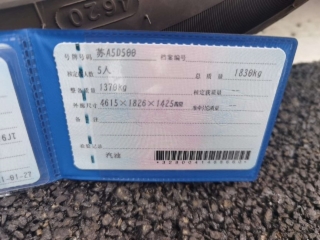 4620
号牌号码 苏A5D500 档案编号
核定载人数 5人 总质量 1830kg
整备质量 1370kg 核定载质量 --
外廓尺寸 4615×1826×1425mm 准牵引总质量 --
备注
检验记录
汽油